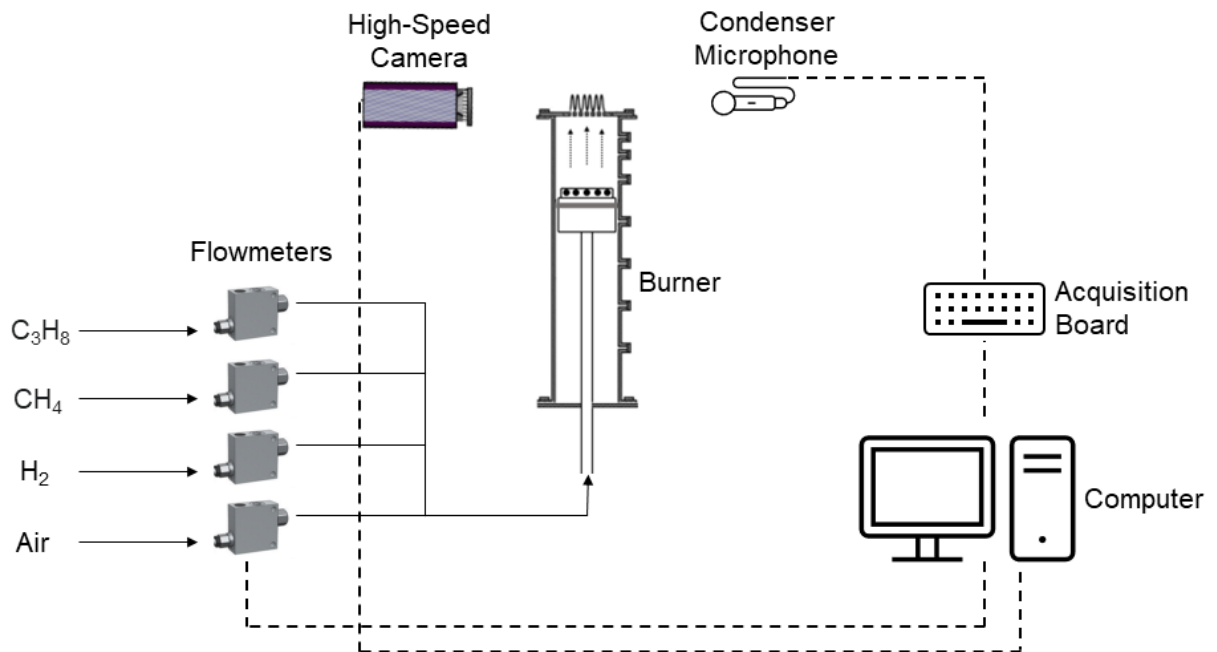 High-Speed
Camera
Condenser
Microphone
Flowmeters
Burner
C₃H₈
CH₄
H₂
Air
Acquisition
Board
Computer